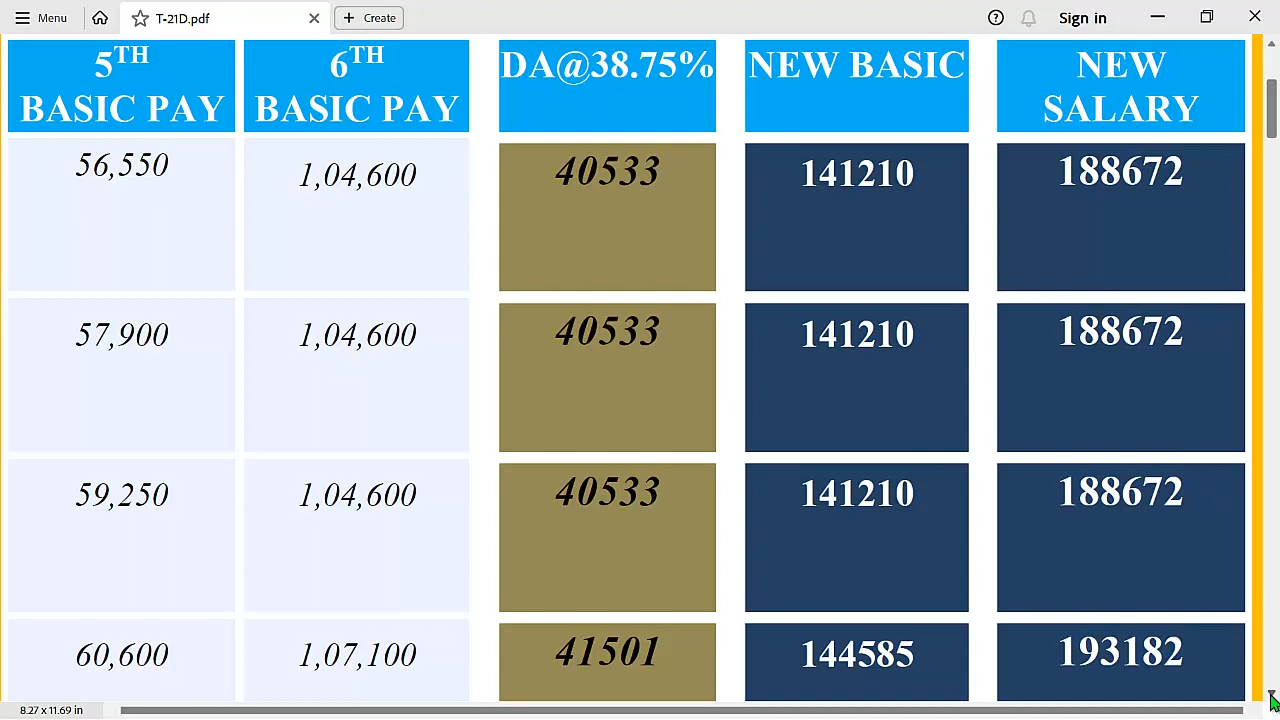 Menu
T-21D.pdf
Create
Sign in
5TH BASIC PAY 6TH BASIC PAY DA@38.75% NEW BASIC NEW SALARY
56,550 1,04,600 40533 141210 188672
57,900 1,04,600 40533 141210 188672
59,250 1,04,600 40533 141210 188672
60,600 1,07,100 41501 144585 193182
8.27 x 11.69 in